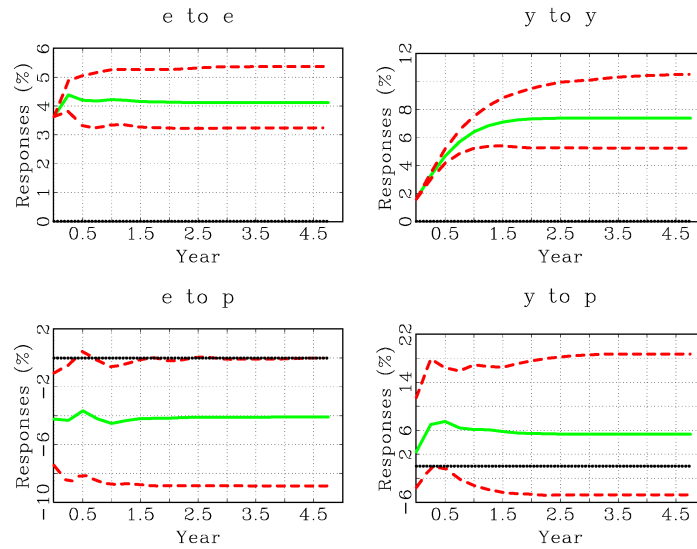 e to e
y to y
Responses (%)
0 1 2 3 4 5 6
0.5 1.5 2.5 3.5 4.5
Year
Responses (%)
0 2 4 6 8 12
0.5 1.5 2.5 3.5 4.5
Year
e to p
y to p
Responses (%)
-10 -6 -2 2
0.5 1.5 2.5 3.5 4.5
Year
Responses (%)
-6 2 6 14 22
0.5 1.5 2.5 3.5 4.5
Year